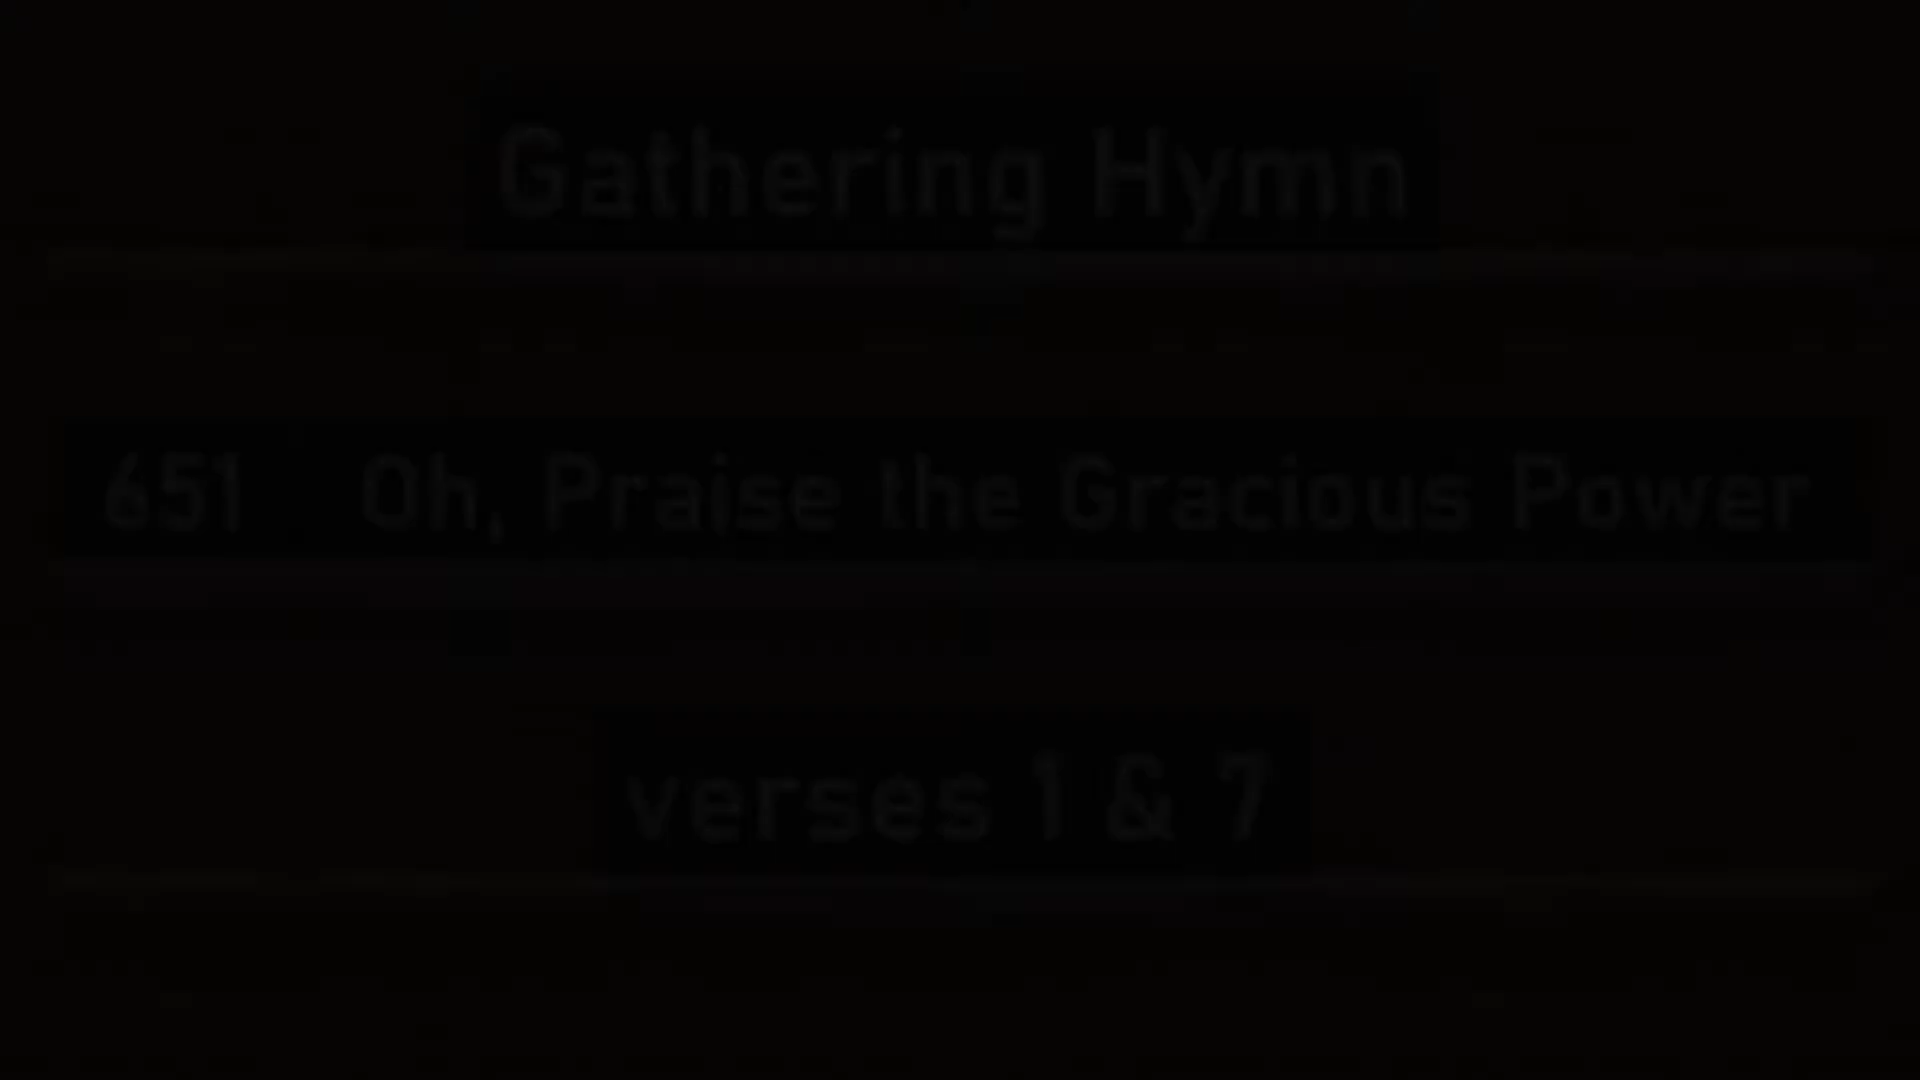 Gathering Hymn
651 Oh, Praise the Gracious Power
verses 1 & 7